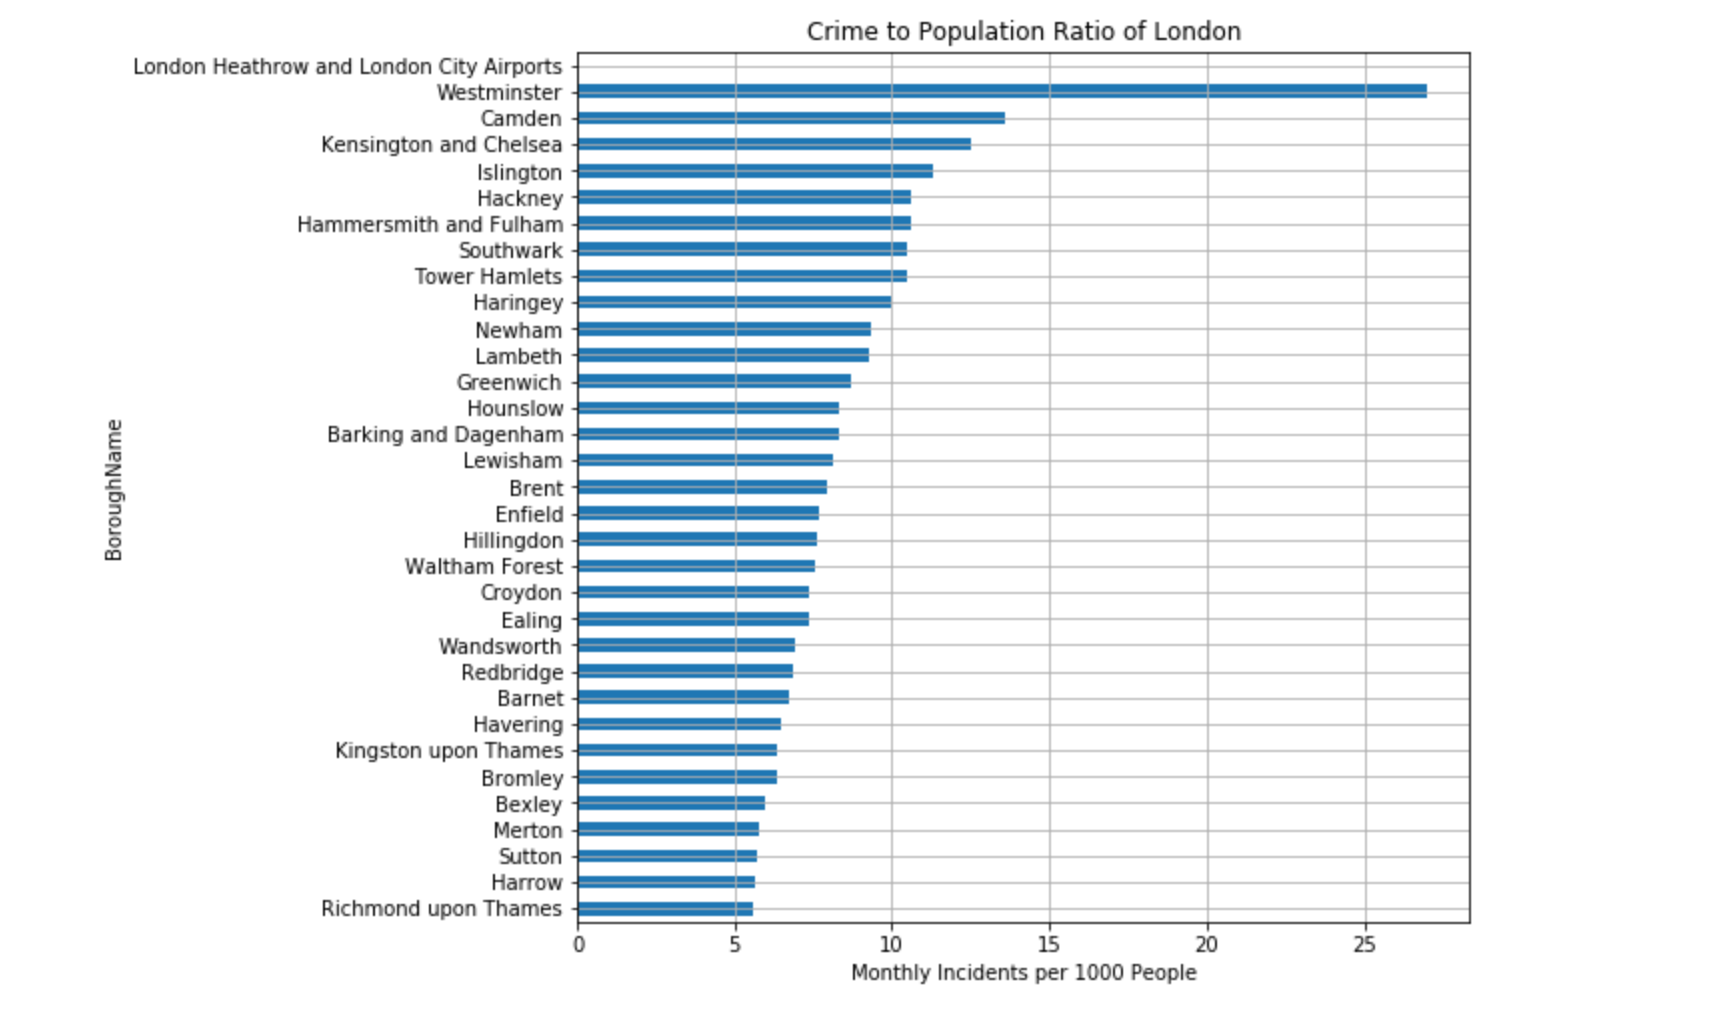 Crime to Population Ratio of London
London Heathrow and London City Airports
Westminster
Camden
Kensington and Chelsea
Islington
Hackney
Hammersmith and Fulham
Southwark
Tower Hamlets
Haringey
Newham
Lambeth
Greenwich
Hounslow
Barking and Dagenham
Lewisham
Brent
Enfield
Hillingdon
Waltham Forest
Croydon
Ealing
Wandsworth
Redbridge
Barnet
Havering
Kingston upon Thames
Bromley
Bexley
Merton
Sutton
Harrow
Richmond upon Thames
BoroughName
0 5 10 15 20 25
Monthly Incidents per 1000 People